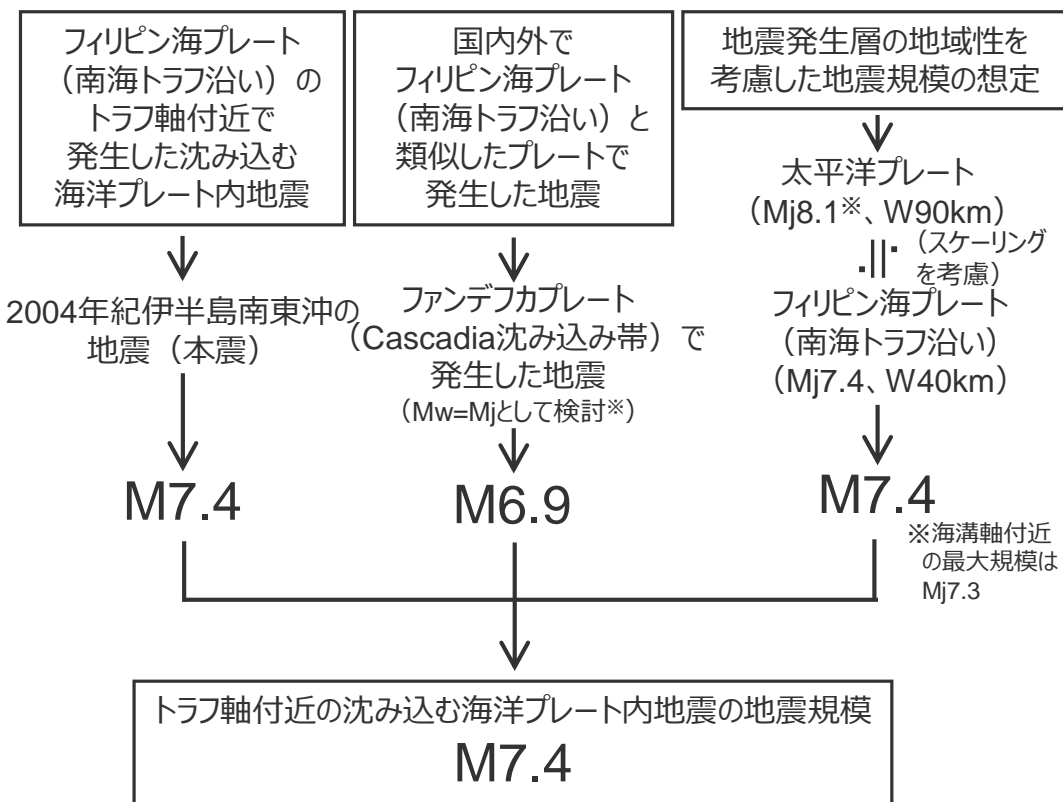 フィリピン海プレート
（南海トラフ沿い）の
トラフ軸付近で
発生した沈み込む
海洋プレート内地震
2004年紀伊半島南東沖の
地震（本震）
M7.4
国内外で
フィリピン海プレート
（南海トラフ沿い）と
類似したプレートで
発生した地震
ファンデフカプレート
（Cascadia沈み込み帯）で
発生した地震
（Mw=Mjとして検討※）
M6.9
地震発生層の地域性を
考慮した地震規模の想定
太平洋プレート
（Mj8.1※、W90km）
（スケーリング
を考慮）
フィリピン海プレート
（南海トラフ沿い）
（Mj7.4、W40km）
M7.4
※海溝軸付近
の最大規模は
Mj7.3
トラフ軸付近の沈み込む海洋プレート内地震の地震規模
M7.4